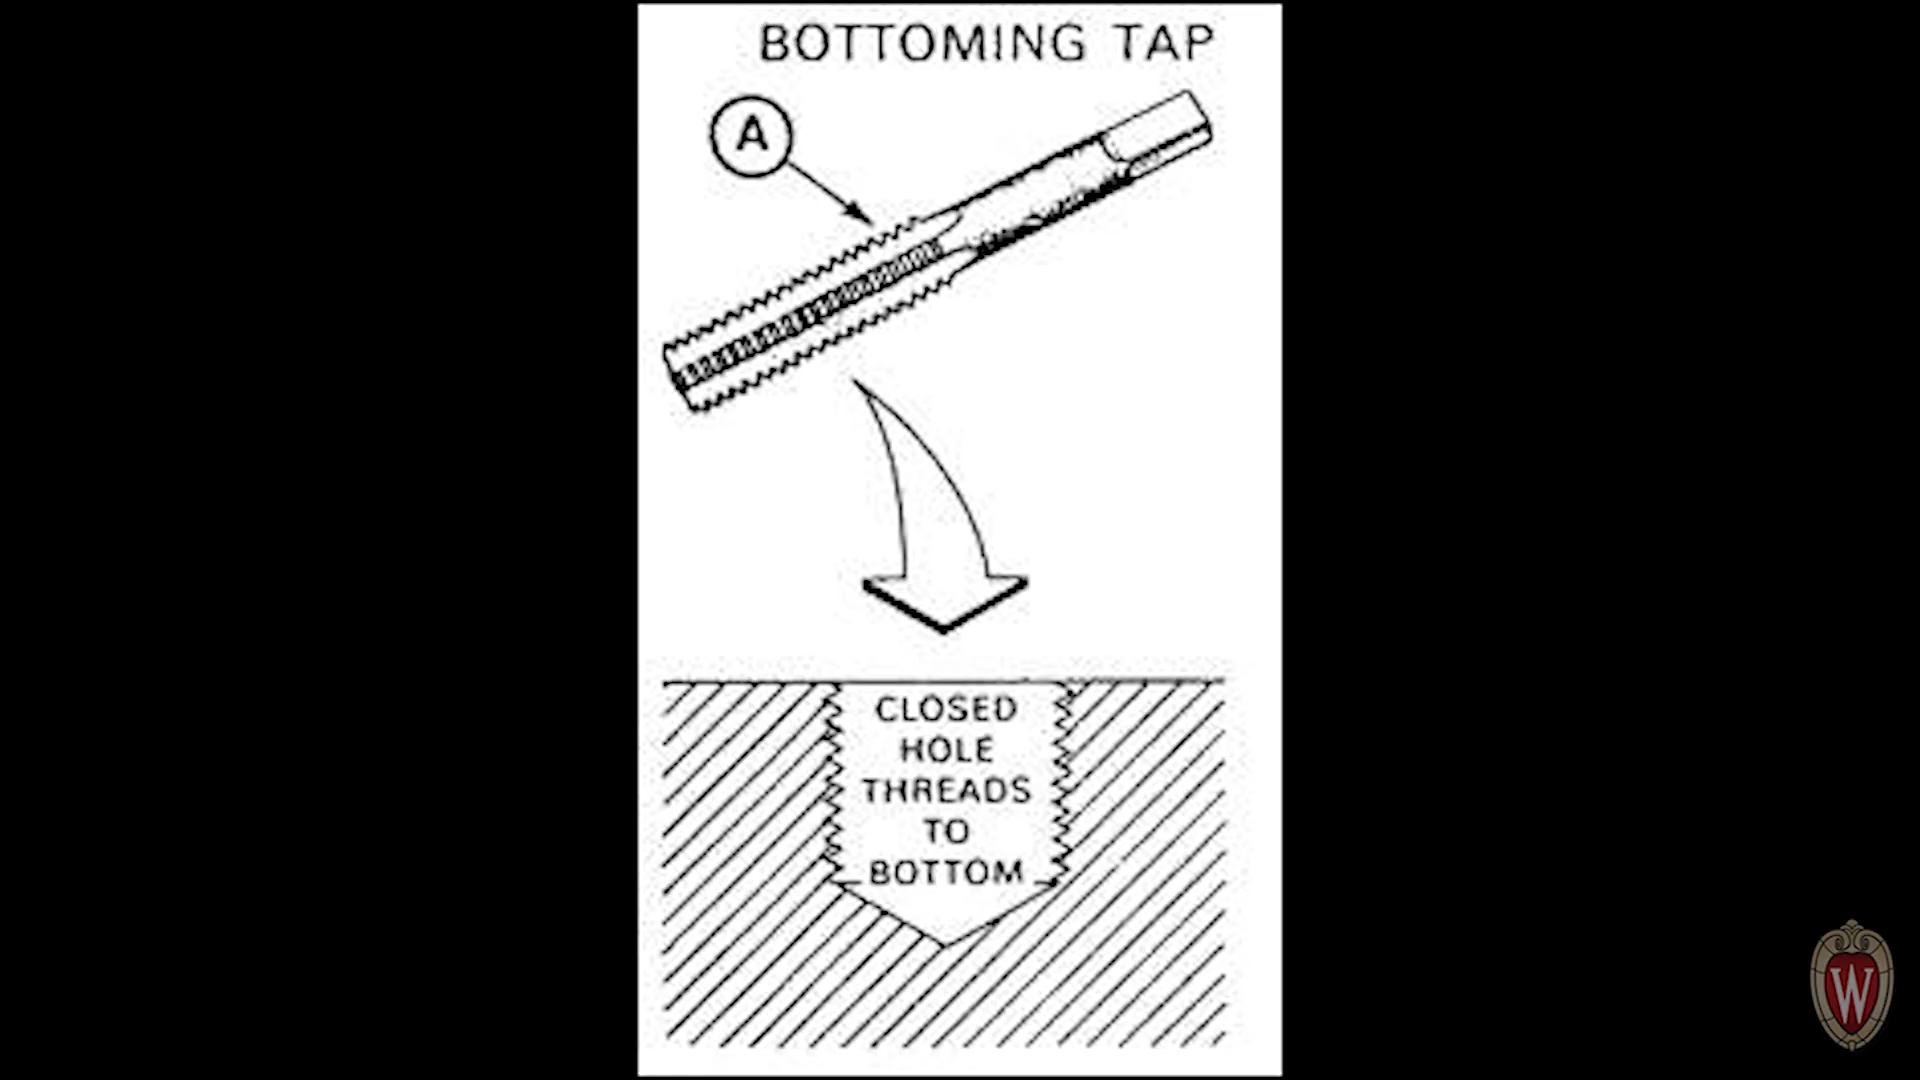 BOTTOMING TAP
A
CLOSED
HOLE
THREADS
TO
BOTTOM
W